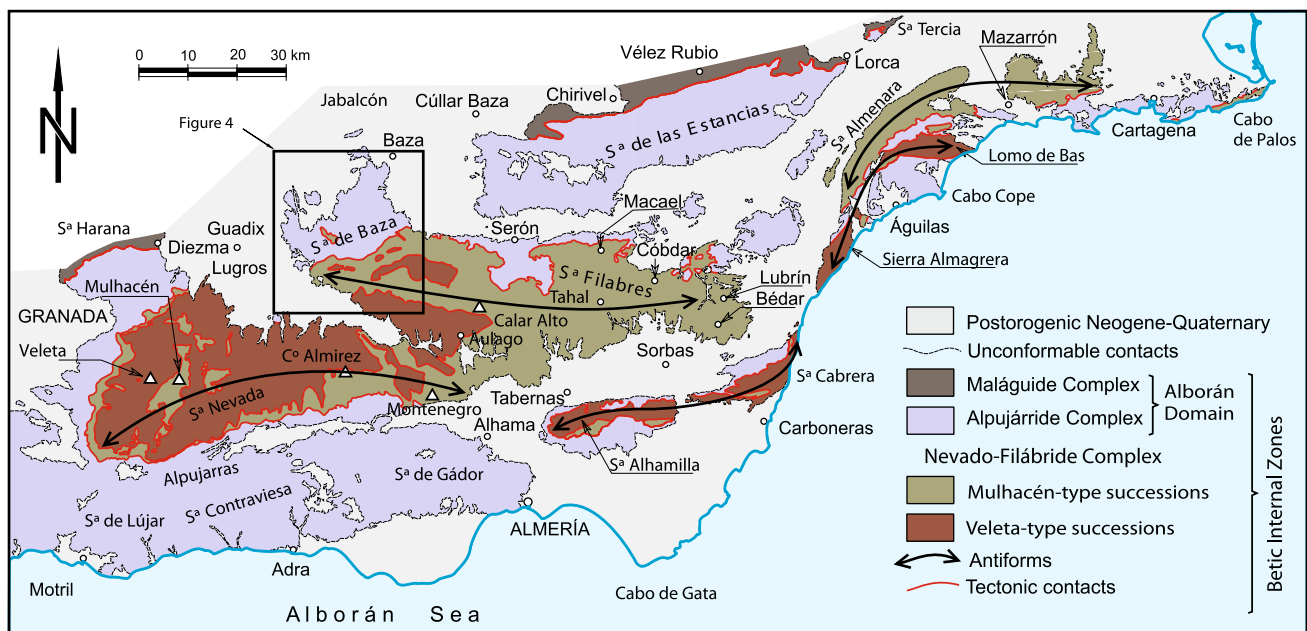 Sª Tercia
Mazarrón
Vélez Rubio
Lorca
0 10 20 30 km
N
Jabalcón
Cúllar Baza
Chirivel
Figure 4
Baza
Sª de las Estancias
Sª Almenara
Cartagena
Cabo
de Palos
Lomo de Bas
Cabo Cope
Águilas
Sierra Almagrera
Sª Harana
Diezma
Guadix
Lugros
Sª de Baza
Serón
Macael
Cóbdar
Mulhacén
Sª Filabres
Tahal
Lubrín
Bédar
GRANADA
Calar Alto
Aulago
Veleta
Cº Almirez
Sorbas
Sª Nevada
Montenegro
Tabernas
Sª Cabrera
Alhama
Carboneras
Alpujarras
Sª Alhamilla
Sª de Gádor
Sª Contraviesa
Sª de Lújar
ALMERÍA
Motril
Adra
Cabo de Gata
Alborán Sea
Postorogenic Neogene-Quaternary
Unconformable contacts
Maláguide Complex
Alpujárride Complex
Alborán
Domain
Nevado-Filábride Complex
Mulhacén-type successions
Veleta-type successions
Antiforms
Tectonic contacts
Betic Internal Zones